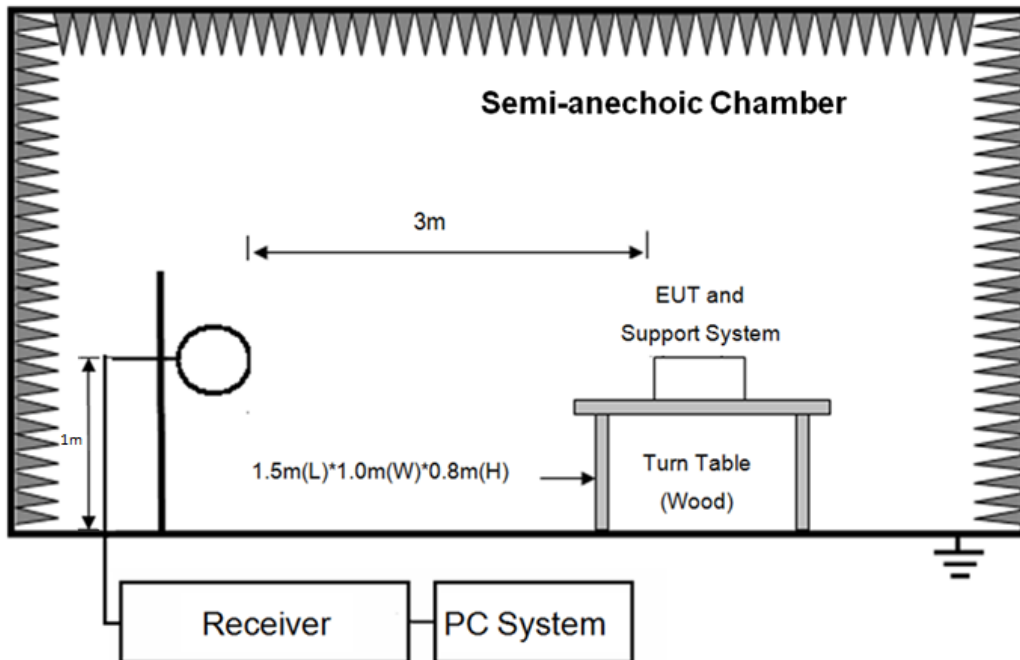 Semi-anechoic Chamber
3m
EUT and
Support System
1m
1.5m(L)*1.0m(W)*0.8m(H)
Turn Table
(Wood)
Receiver
PC System